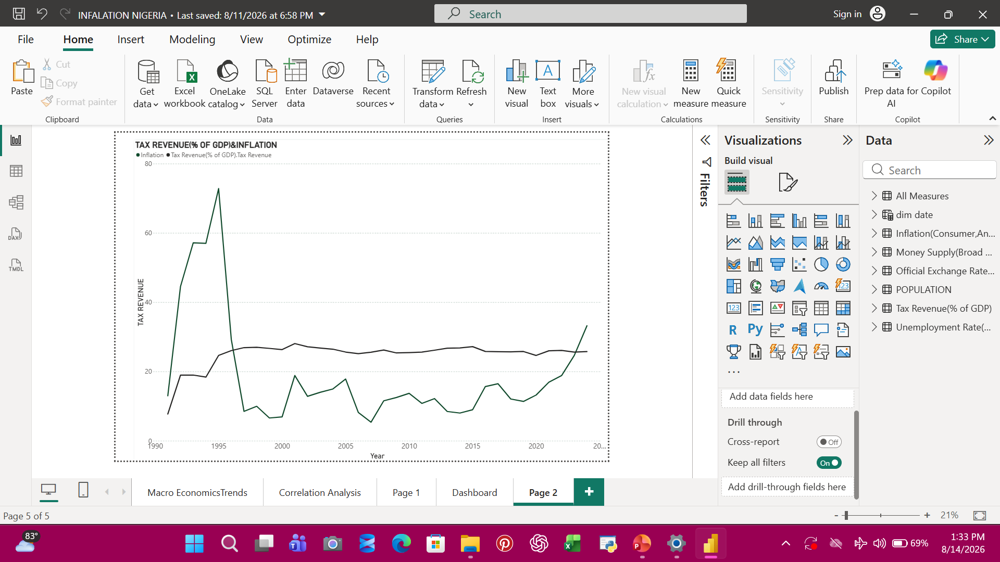 INFALATION NIGERIA • Last saved: 8/11/2026 at 6:58 PM
Search
Sign in
File
Home
Insert
Modeling
View
Optimize
Help
Share
Paste
Cut
Copy
Format painter
Clipboard
Get data
Excel workbook
OneLake catalog
SQL Server
Enter data
Dataverse
Recent sources
Data
Transform data
Refresh
Queries
New visual
Text box
More visuals
Insert
New visual calculation
New measure
Quick measure
Calculations
Sensitivity
Sensitivity
Publish
Share
Prep data for AI
Copilot
Copilot
DAX
TMDL
TAX REVENUE(% OF GDP)&INFLATION
Inflation
Tax Revenue(% of GDP).Tax Revenue
80
60
40
20
0
TAX REVENUE
1990
1995
2000
2005
2010
2015
2020
20...
Year
Filters
Visualizations
Build visual
123
123
R
Py
...
Add data fields here
Drill through
Cross-report
Off
Keep all filters
On
Add drill-through fields here
Data
Search
All Measures
dim date
Inflation(Consumer,An...
Money Supply(Broad ...
Official Exchange Rate...
POPULATION
Tax Revenue(% of GDP)
Unemployment Rate(...
Macro EconomicsTrends
Correlation Analysis
Page 1
Dashboard
Page 2
+
Page 5 of 5
- + 21%
83°
69%
1:33 PM
8/14/2026